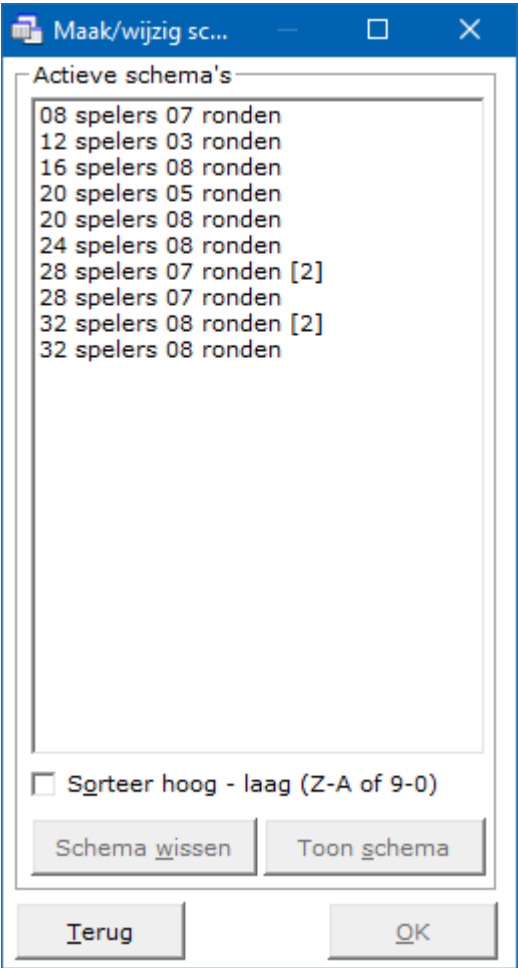 Maak/wijzig sc...
Actieve schema's
08 spelers 07 ronden
12 spelers 03 ronden
16 spelers 08 ronden
20 spelers 05 ronden
20 spelers 08 ronden
24 spelers 08 ronden
28 spelers 07 ronden [2]
28 spelers 07 ronden
32 spelers 08 ronden [2]
32 spelers 08 ronden
Sorteer hoog - laag (Z-A of 9-0)
Schema wissen
Toon schema
Terug
OK